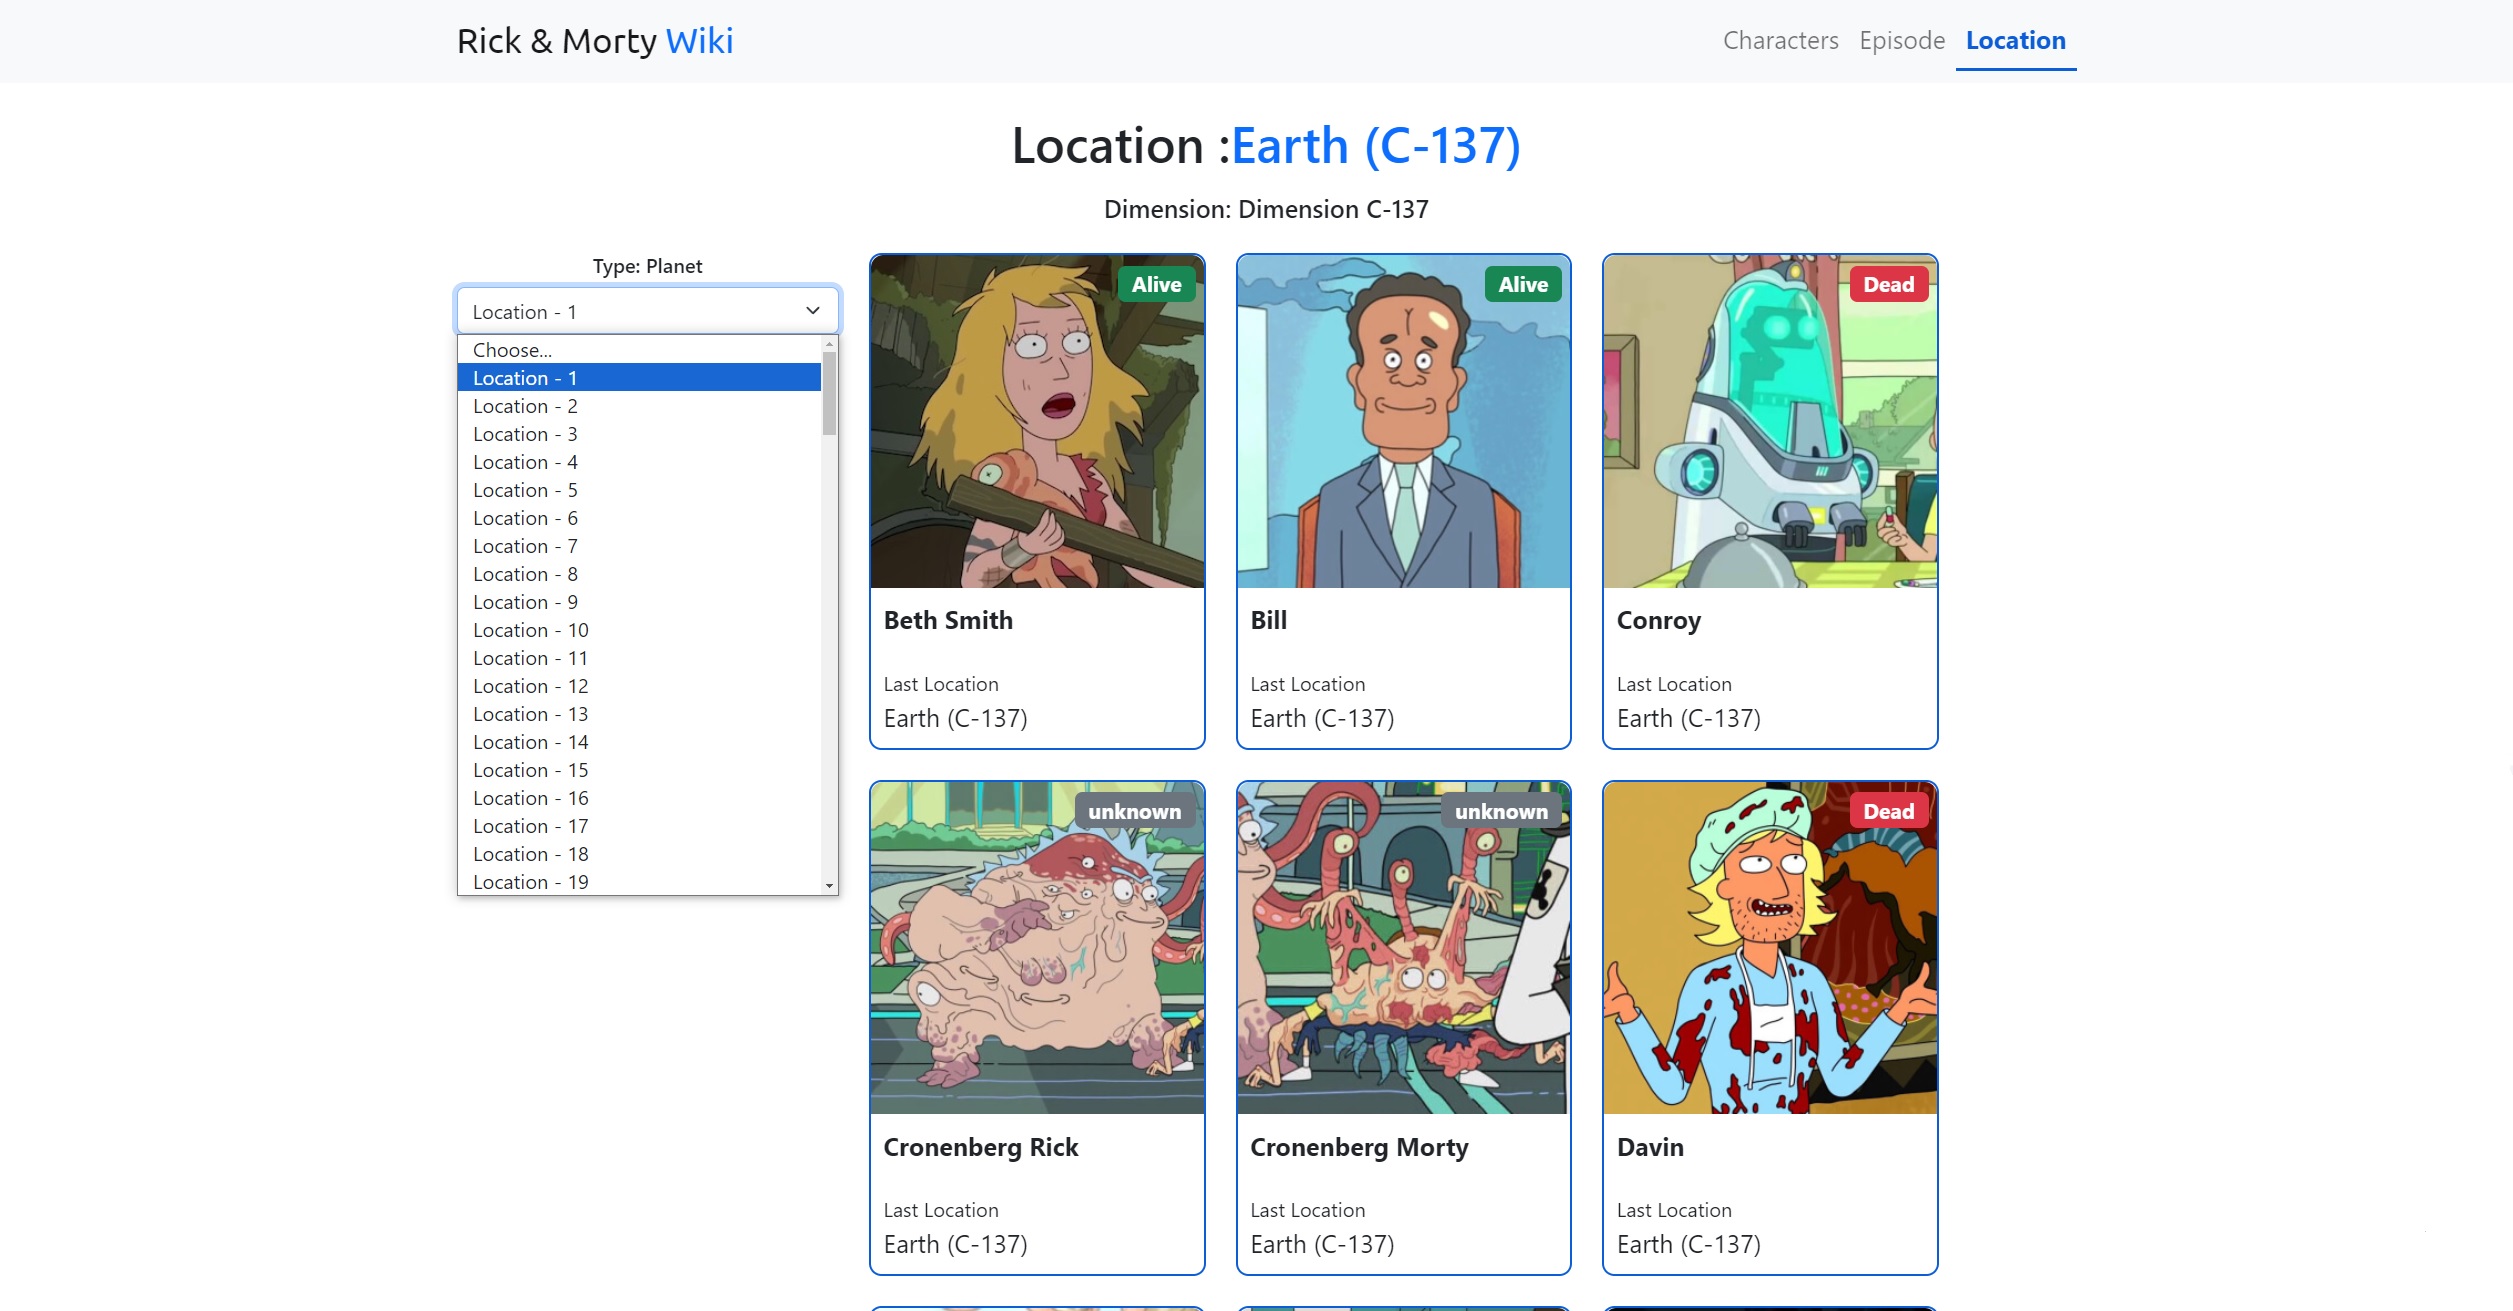 Rick & Morty Wiki
Characters Episode Location
Location :Earth (C-137)
Dimension: Dimension C-137
Type: Planet
Location - 1
Choose...
Location - 1
Location - 2
Location - 3
Location - 4
Location - 5
Location - 6
Location - 7
Location - 8
Location - 9
Location - 10
Location - 11
Location - 12
Location - 13
Location - 14
Location - 15
Location - 16
Location - 17
Location - 18
Location - 19
Alive
Beth Smith
Last Location
Earth (C-137)
Alive
Bill
Last Location
Earth (C-137)
Dead
Conroy
Last Location
Earth (C-137)
unknown
Cronenberg Rick
Last Location
Earth (C-137)
unknown
Cronenberg Morty
Last Location
Earth (C-137)
Dead
Davin
Last Location
Earth (C-137)